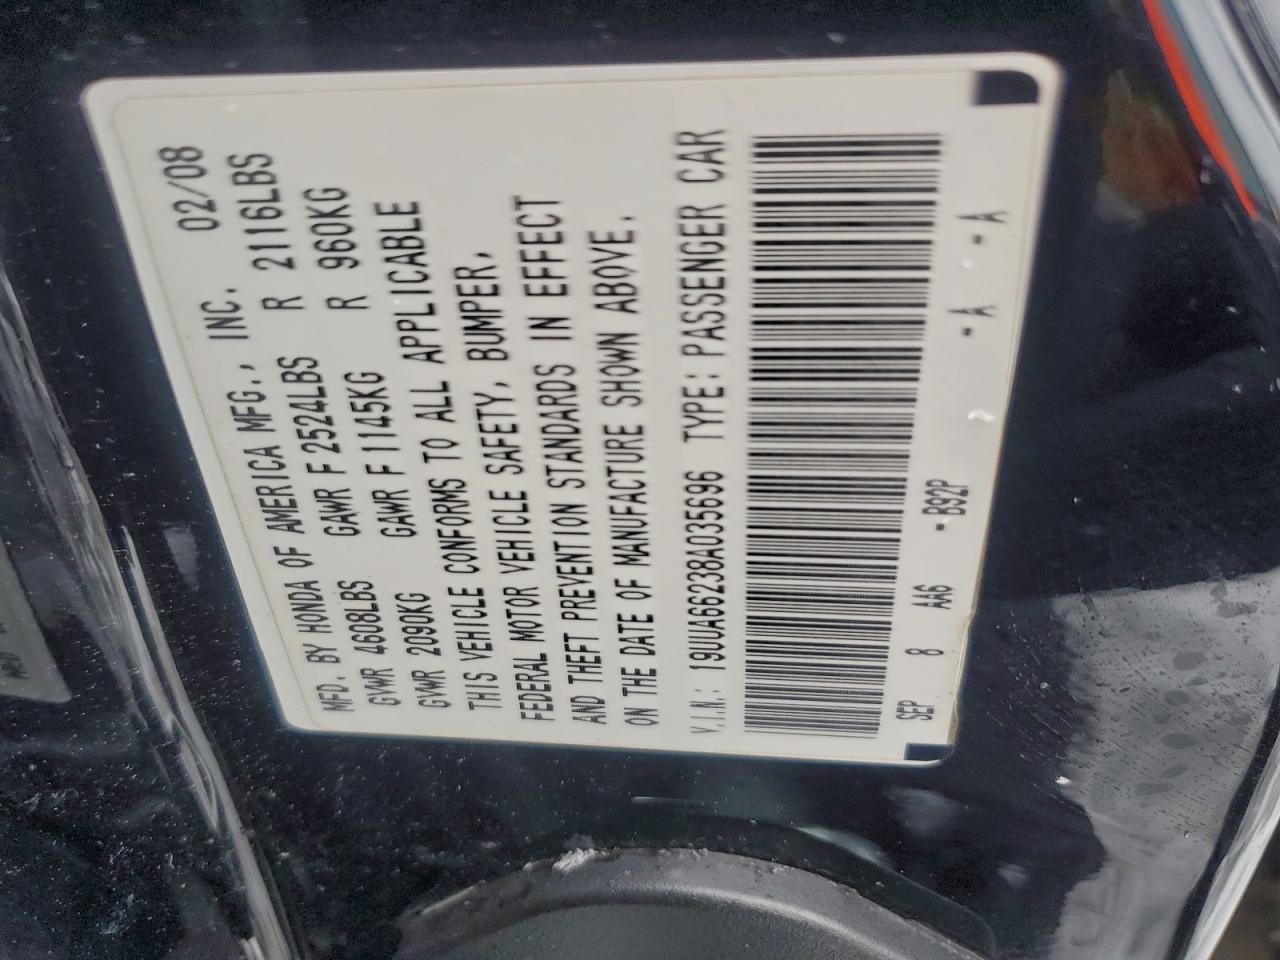 MFD. BY HONDA OF AMERICA MFG., INC. 02/08
GVWR 4608LBS GAWR F 2524LBS R 2116LBS
GVWR 2090KG GAWR F 1145KG R 960KG
THIS VEHICLE CONFORMS TO ALL APPLICABLE
FEDERAL MOTOR VEHICLE SAFETY, BUMPER,
AND THEFT PREVENTION STANDARDS IN EFFECT
ON THE DATE OF MANUFACTURE SHOWN ABOVE.
V.I.N.: 19UUA66238A035696 TYPE: PASSENGER CAR
SEP 8 AA6 -B92P -A -A